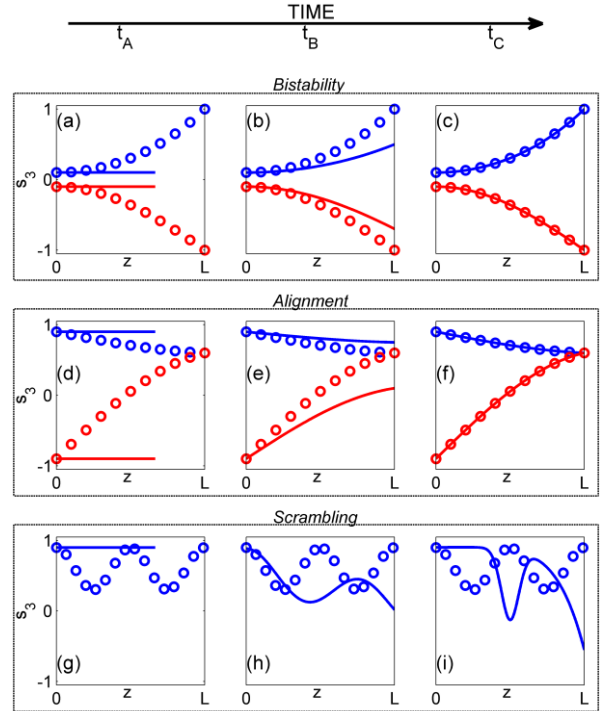 TIME
t_A t_B t_C
Bistability
1 (a) (b) (c)
s_3 0
-1
0 z L 0 z L 0 z L
Alignment
1
(d) (e) (f)
s_3 0
-1
0 z L 0 z L 0 z L
Scrambling
1
s_3 0
(g) (h) (i)
-1
0 z L 0 z L 0 z L